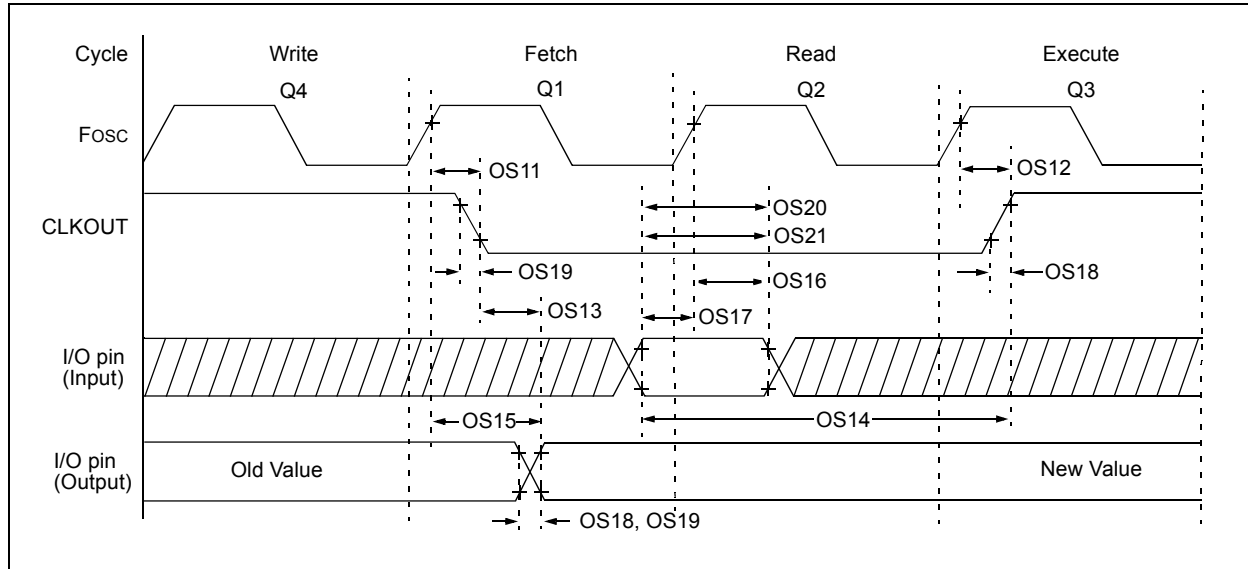 Cycle Write Fetch Read Execute
Q4 Q1 Q2 Q3
Fosc
OS11 OS12
OS20
CLKOUT OS21
OS19 OS16 OS18
OS13 OS17
I/O pin
(Input)
OS15 OS14
I/O pin
(Output) Old Value New Value
OS18, OS19